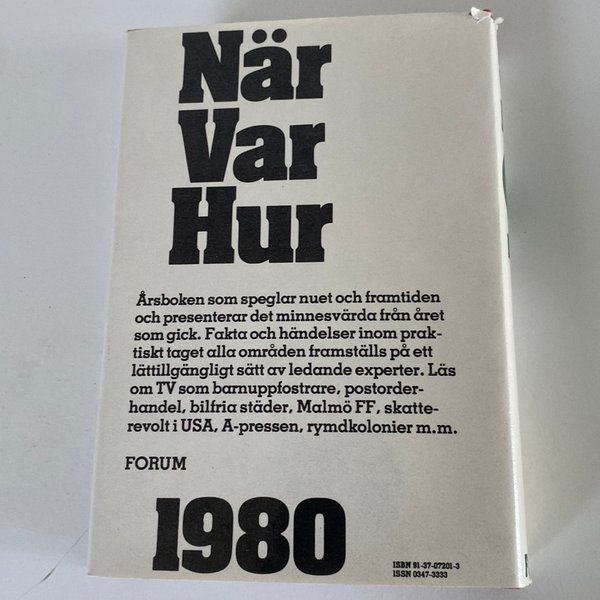 När
Var
Hur
Årsboken som speglar nuet och framtiden
och presenterar det minnesvärda från året
som gick. Fakta och händelser inom prak-
tiskt taget alla områden framställs på ett
lättillgängligt sätt av ledande experter. Läs
om TV som barnuppfostrare, postorder-
handel, bilfria städer, Malmö FF, skatte-
revolt i USA, A-pressen, rymdkolonier m.m.
FORUM
1980
ISBN 91-37-07201-3
ISSN 0347-3333